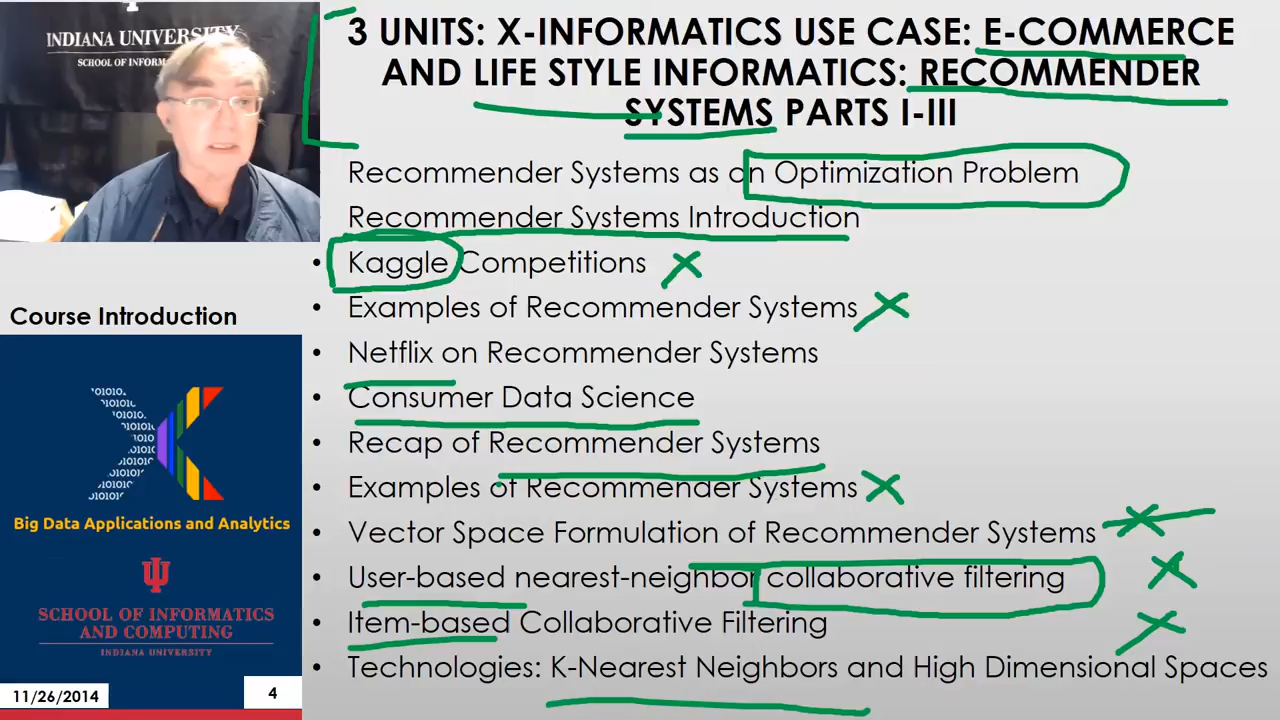 INDIANA UNIVERSITY
3 UNITS: X-INFORMATICS USE CASE: E-COMMERCE
AND LIFE STYLE INFORMATICS: RECOMMENDER
SYSTEMS PARTS I-III
Recommender Systems as an Optimization Problem
Recommender Systems Introduction
• Kaggle Competitions
• Examples of Recommender Systems
• Netflix on Recommender Systems
• Consumer Data Science
• Recap of Recommender Systems
• Examples of Recommender Systems
• Vector Space Formulation of Recommender Systems
• User-based nearest-neighbor collaborative filtering
• Item-based Collaborative Filtering
• Technologies: K-Nearest Neighbors and High Dimensional Spaces
Course Introduction
Big Data Applications and Analytics
SCHOOL OF INFORMATICS
AND COMPUTING
INDIANA UNIVERSITY
11/26/2014
4